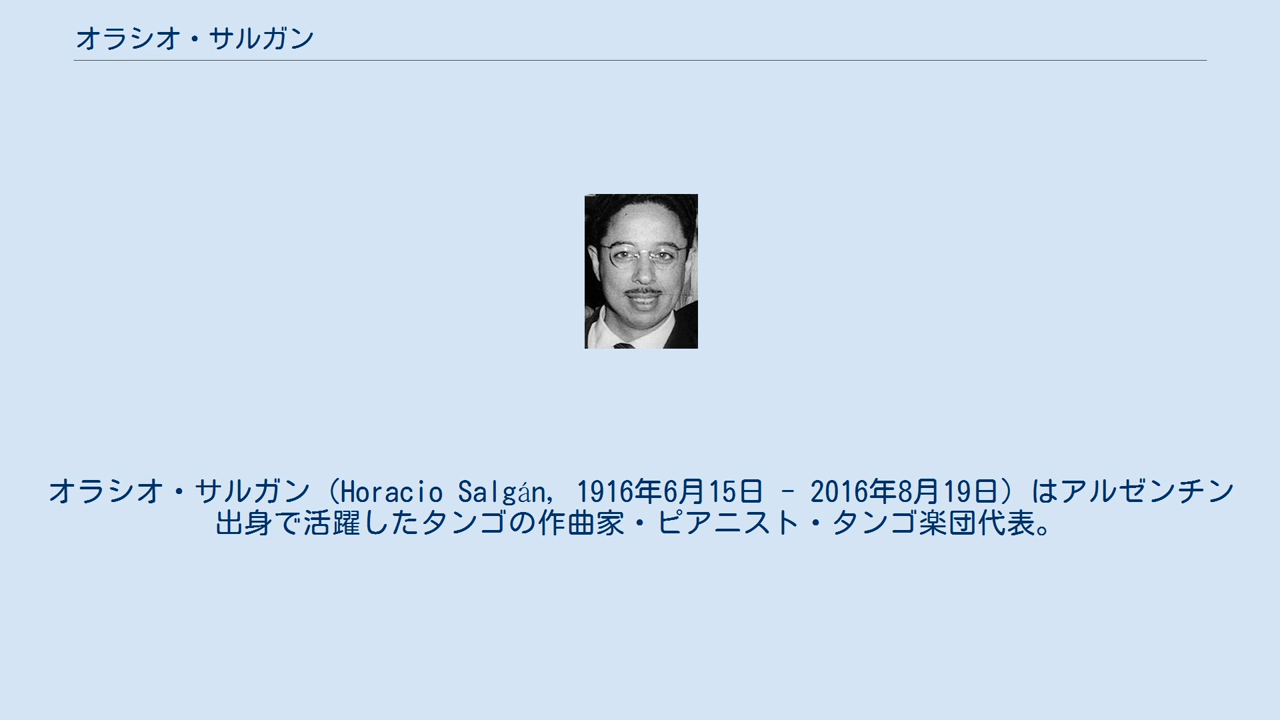 オラシオ・サルガン
オラシオ・サルガン（Horacio Salgán, 1916年6月15日 - 2016年8月19日）はアルゼンチン
出身で活躍したタンゴの作曲家・ピアニスト・タンゴ楽団代表。